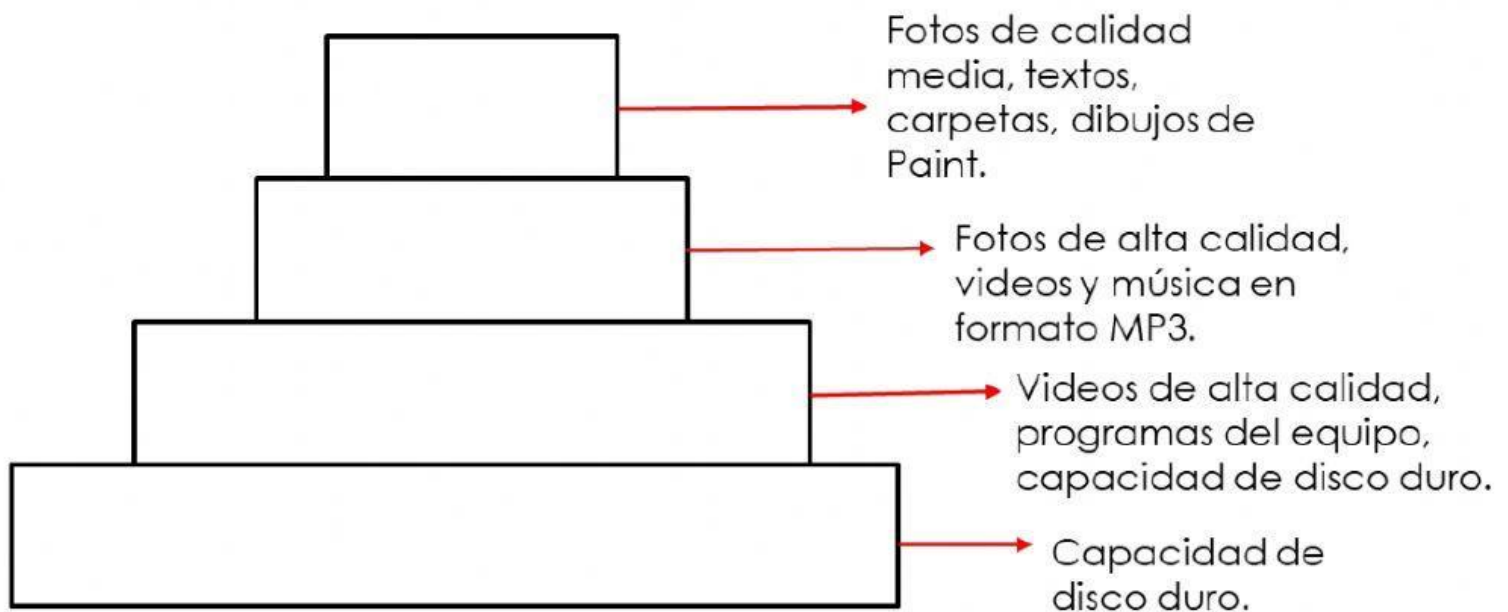 Fotos de calidad
media, textos,
carpetas, dibujos de
Paint.
Fotos de alta calidad,
videos y música en
formato MP3.
Videos de alta calidad,
programas del equipo,
capacidad de disco duro.
Capacidad de
disco duro.